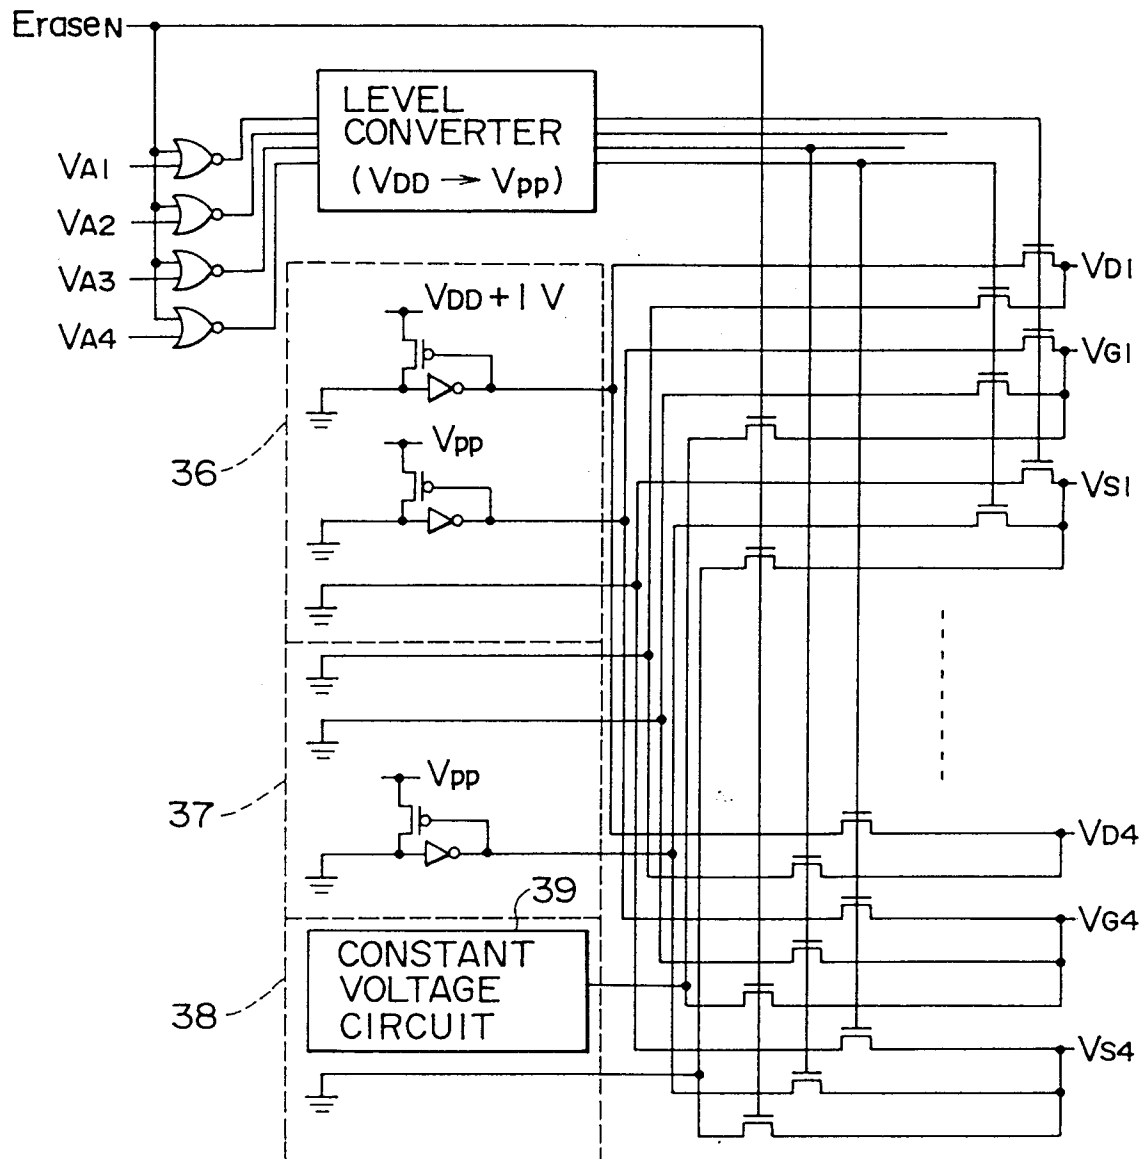 EraseN
LEVEL
CONVERTER
(VDD → Vpp)
VA1
VA2
VA3
VA4
VDD+1 V
Vpp
36
VD1
VG1
VS1
Vpp
37
39
CONSTANT
VOLTAGE
CIRCUIT
38
VD4
VG4
VS4